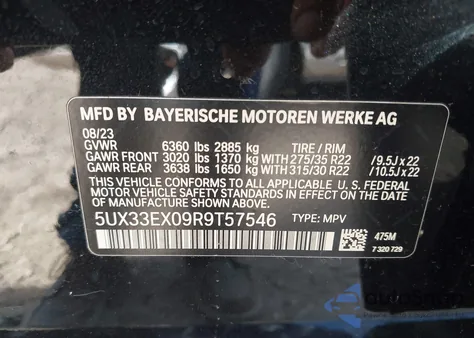 MFD BY BAYERISCHE MOTOREN WERKE AG
08/23
GVWR 6360 lbs 2885 kg TIRE / RIM
GAWR FRONT 3020 lbs 1370 kg WITH 275/35 R22 /9.5J x 22
GAWR REAR 3638 lbs 1650 kg WITH 315/30 R22 /10.5J x 22
THIS VEHICLE CONFORMS TO ALL APPLICABLE U. S. FEDERAL
MOTOR VEHICLE SAFETY STANDARDS IN EFFECT ON THE
DATE OF MANUFACTURE SHOWN ABOVE.
5UX33EX09R9T57546 TYPE: MPV
475M
7 320 729